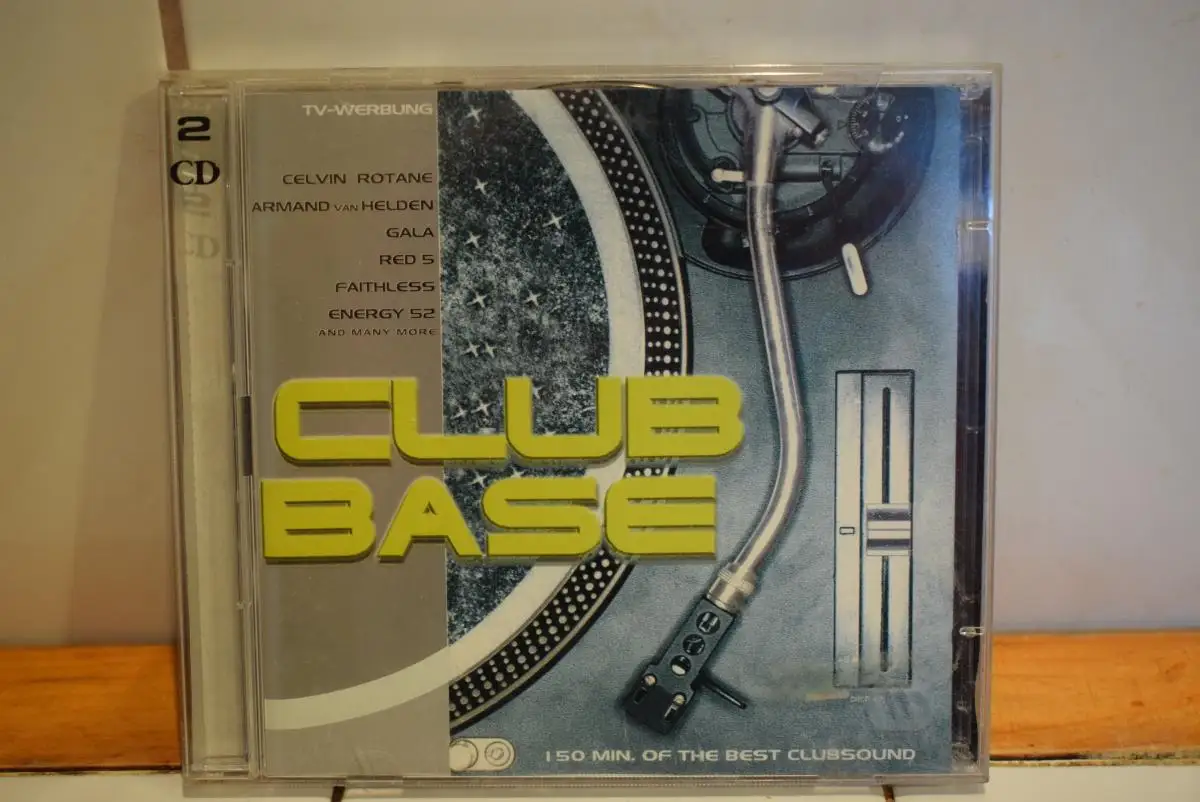 2
CD
TV-WERBUNG
CELVIN ROTANE
ARMAND VAN HELDEN
GALA
RED 5
FAITHLESS
ENERGY 52
AND MANY MORE
CLUB
BASE
150 MIN. OF THE BEST CLUBSOUND